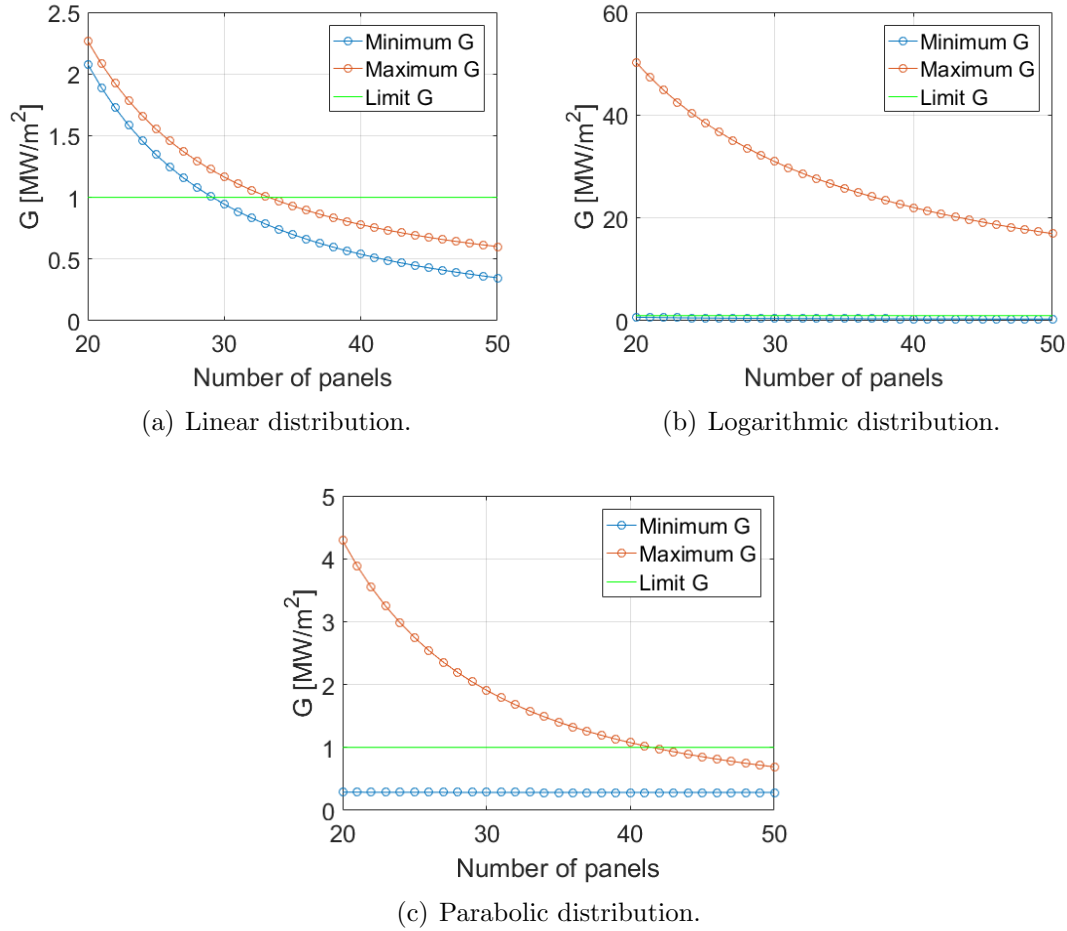 2.5
2
1.5
1
0.5
0
G [MW/m²]
Minimum G
Maximum G
Limit G
20
30
40
50
Number of panels
(a) Linear distribution.
60
40
20
0
G [MW/m²]
Minimum G
Maximum G
Limit G
20
30
40
50
Number of panels
(b) Logarithmic distribution.
5
4
3
2
1
0
G [MW/m²]
Minimum G
Maximum G
Limit G
20
30
40
50
Number of panels
(c) Parabolic distribution.